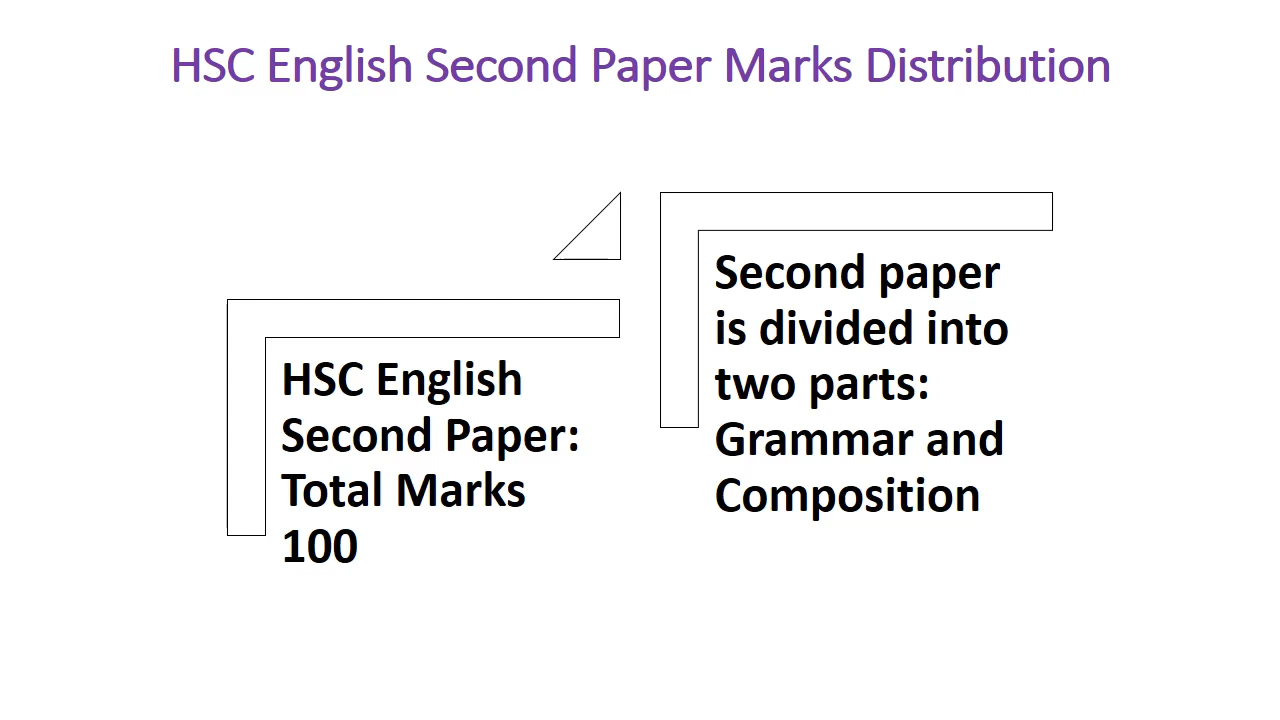 HSC English Second Paper Marks Distribution
HSC English
Second Paper:
Total Marks
100
Second paper
is divided into
two parts:
Grammar and
Composition